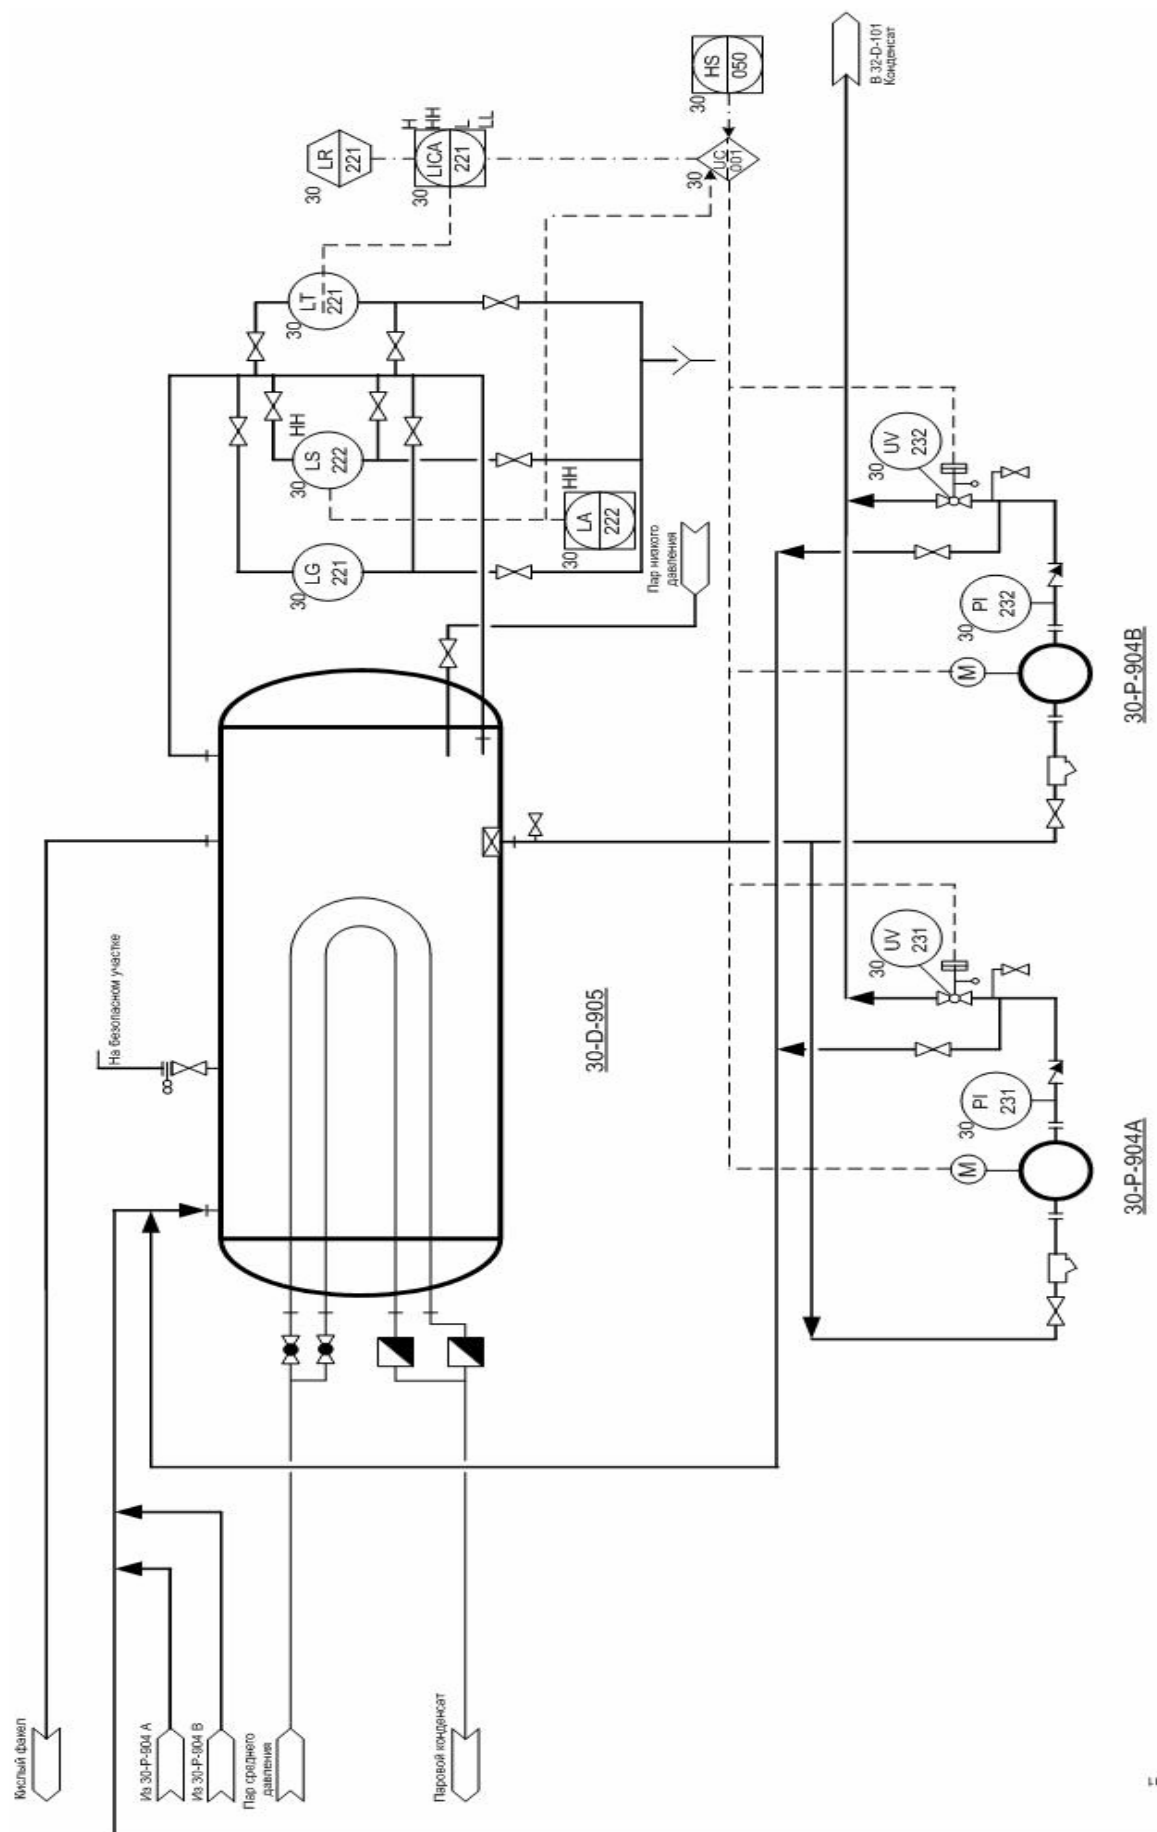 Кислый факел
Из 30-Р-904 А
Из 30-Р-904 В
Пар среднего
давления
Паровой конденсат
На безопасном участке
30-D-905
30
LG
221
30
LS
222
HH
30
LT
221
30
LR
221
30
LICA
221
H
HH
L
LL
30
LA
222
HH
30
HS
050
30
UC
001
Пар низкого
давления
В 32-D-101
Конденсат
30
UV
231
30
PI
231
M
30-P-904A
30
UV
232
30
PI
232
M
30-P-904B